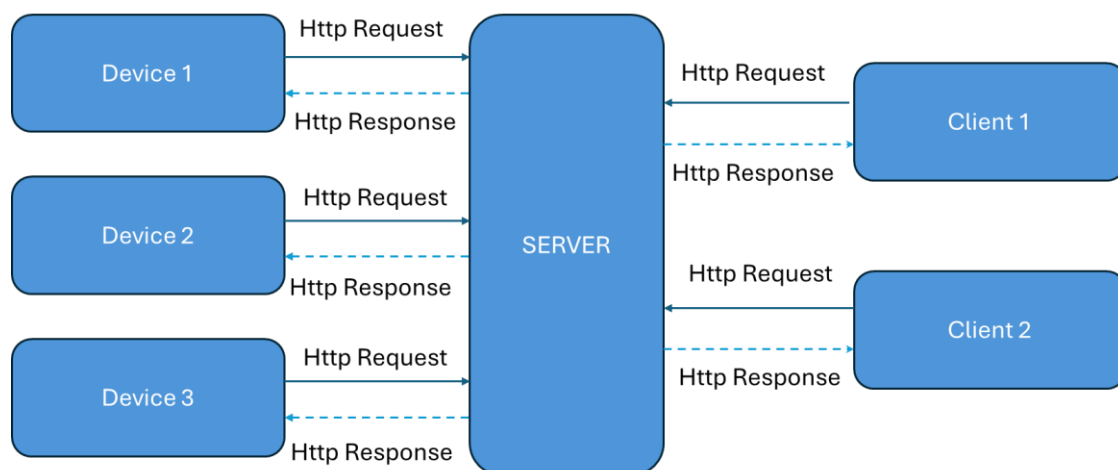 Http Request
Device 1
Http Response
Http Request
Client 1
Http Response
Http Request
Device 2
Http Response
SERVER
Http Request
Client 2
Http Response
Http Request
Device 3
Http Response